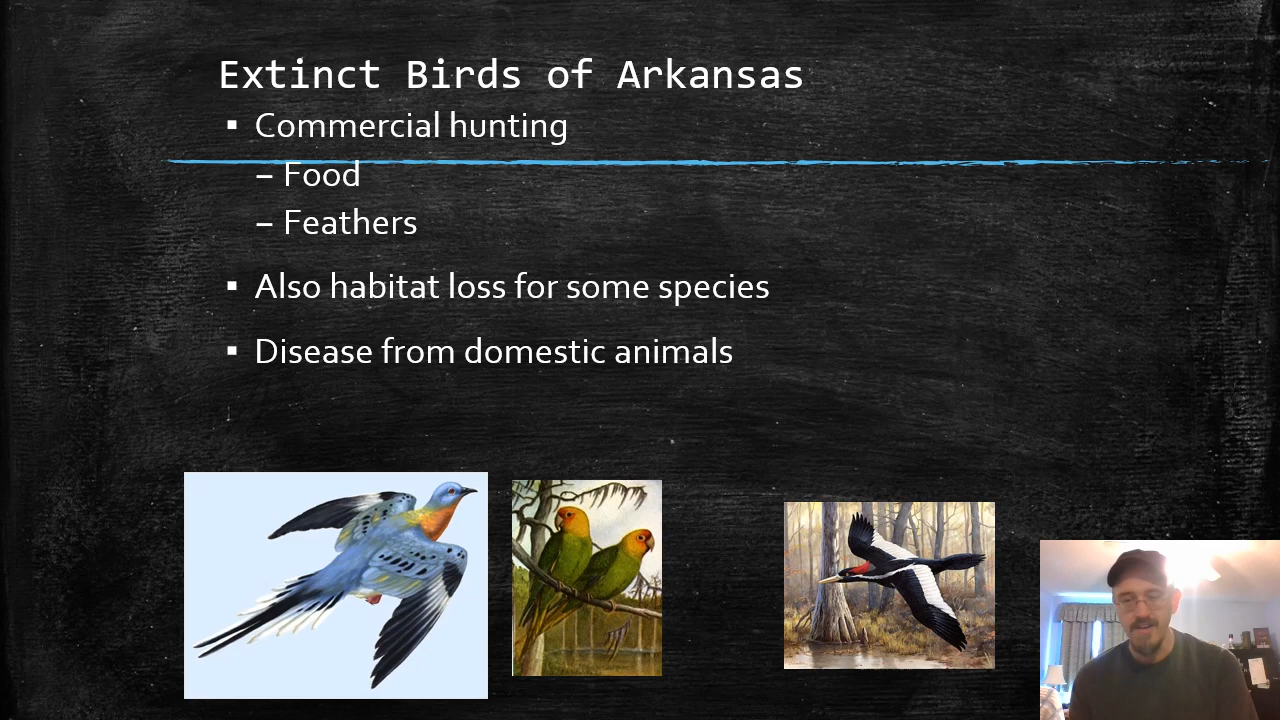 Extinct Birds of Arkansas
▪ Commercial hunting
– Food
– Feathers
▪ Also habitat loss for some species
▪ Disease from domestic animals